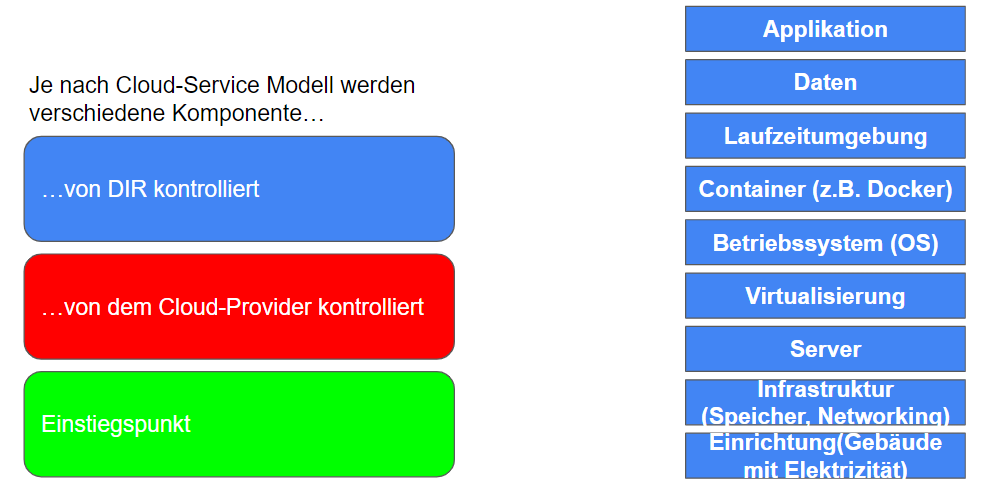 Je nach Cloud-Service Modell werden
verschiedene Komponente…
…von DIR kontrolliert
…von dem Cloud-Provider kontrolliert
Einstiegspunkt
Applikation
Daten
Laufzeitumgebung
Container (z.B. Docker)
Betriebssystem (OS)
Virtualisierung
Server
Infrastruktur
(Speicher, Networking)
Einrichtung(Gebäude
mit Elektrizität)